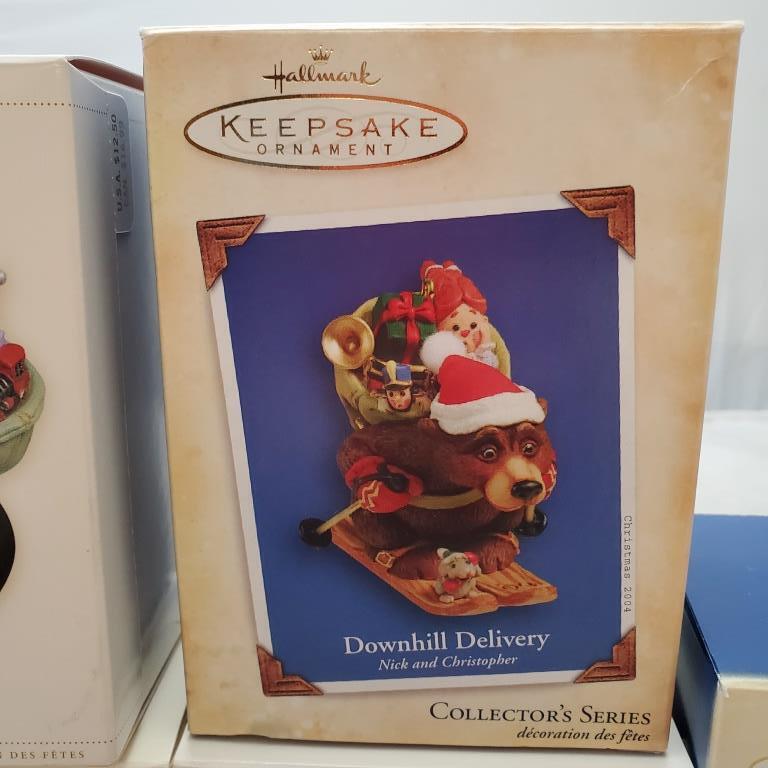 Hallmark
KEEPSAKE
ORNAMENT
U.S.A. $12.50
Christmas 2004
Downhill Delivery
Nick and Christopher
COLLECTOR'S SERIES
décoration des fêtes
DES FÊTES